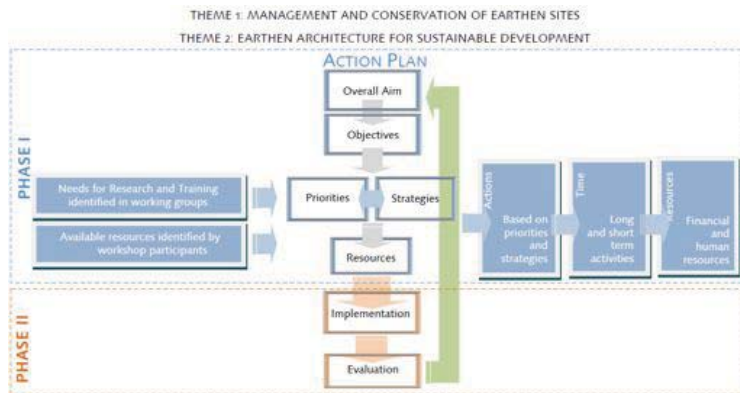 THEME 1: MANAGEMENT AND CONSERVATION OF EARTHEN SITES
THEME 2: EARTHEN ARCHITECTURE FOR SUSTAINABLE DEVELOPMENT
ACTION PLAN
PHASE I
Overall Aim
Objectives
Needs for Research and Training
identified in working groups
Available resources identified by
workshop participants
Priorities
Strategies
Resources
Actions
Based on
priorities
and
strategies
Time
Long
and short
term
activities
Resources
Financial
and
human
resources
PHASE II
Implementation
Evaluation